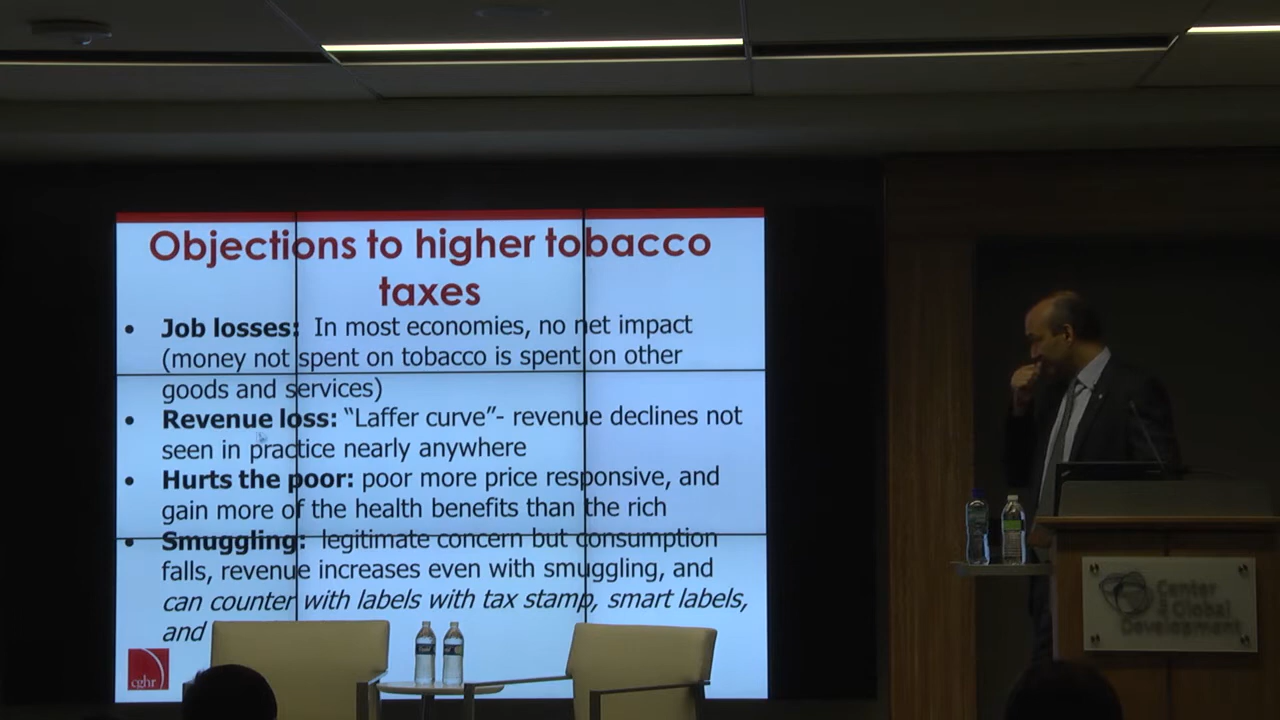 Objections to higher tobacco
taxes
• Job losses: In most economies, no net impact
(money not spent on tobacco is spent on other
goods and services)
• Revenue loss: “Laffer curve”- revenue declines not
seen in practice nearly anywhere
• Hurts the poor: poor more price responsive, and
gain more of the health benefits than the rich
• Smuggling: legitimate concern but consumption
falls, revenue increases even with smuggling, and
can counter with labels with tax stamp, smart labels,
and
cghr
Center
Global
Development